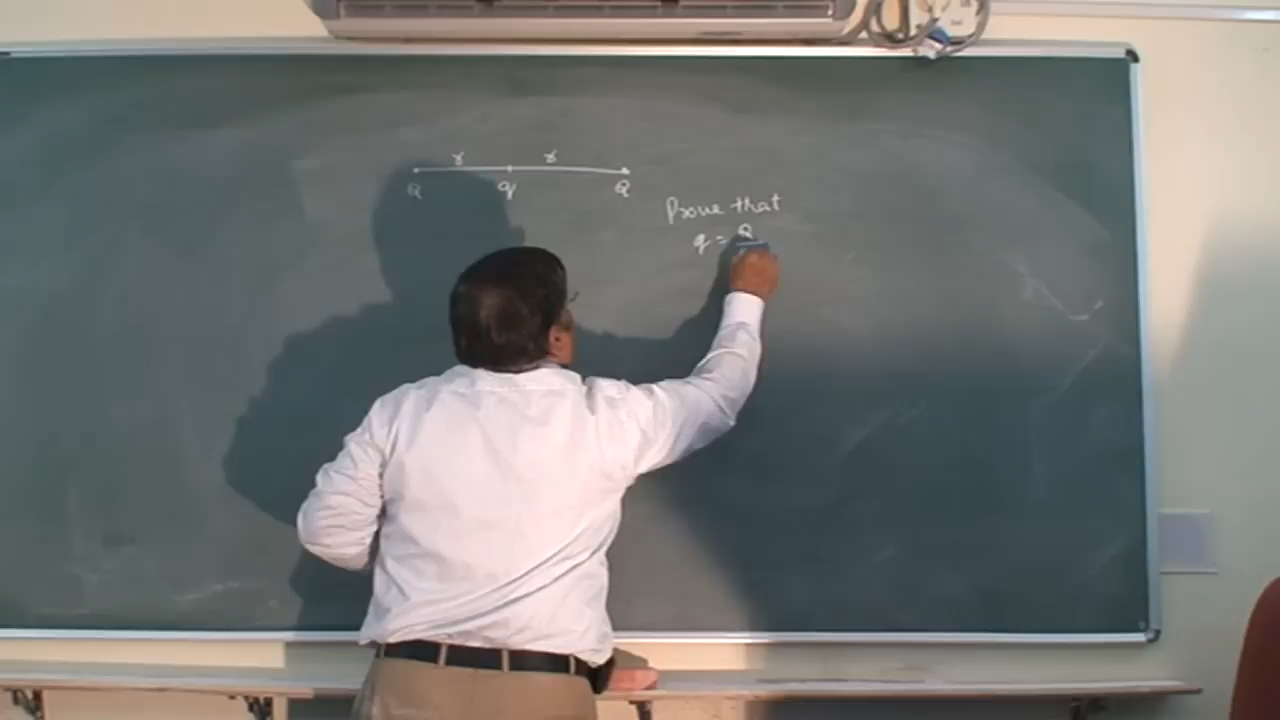 r r
Q q Q
Prove that
q = Q